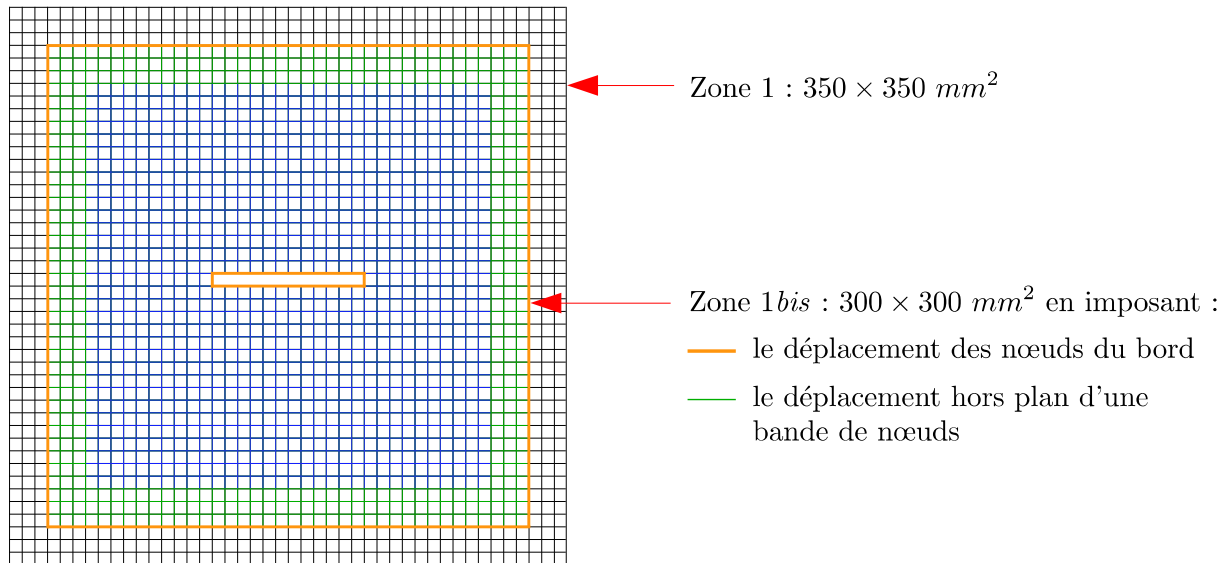 Zone 1 : 350 × 350 mm²
Zone 1bis : 300 × 300 mm² en imposant :
le déplacement des nœuds du bord
le déplacement hors plan d'une
bande de nœuds